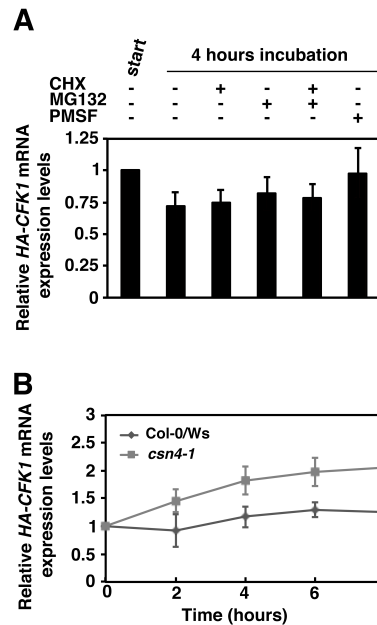 A
start
4 hours incubation
CHX - - + - + -
MG132 - - - + + -
PMSF - - - - - +
Relative HA-CFK1 mRNA
expression levels
1.25
1
0.75
0.5
0.25
0
B
Relative HA-CFK1 mRNA
expression levels
3
2.5
2
1.5
1
0.5
0
Col-0/Ws
csn4-1
0 2 4 6
Time (hours)